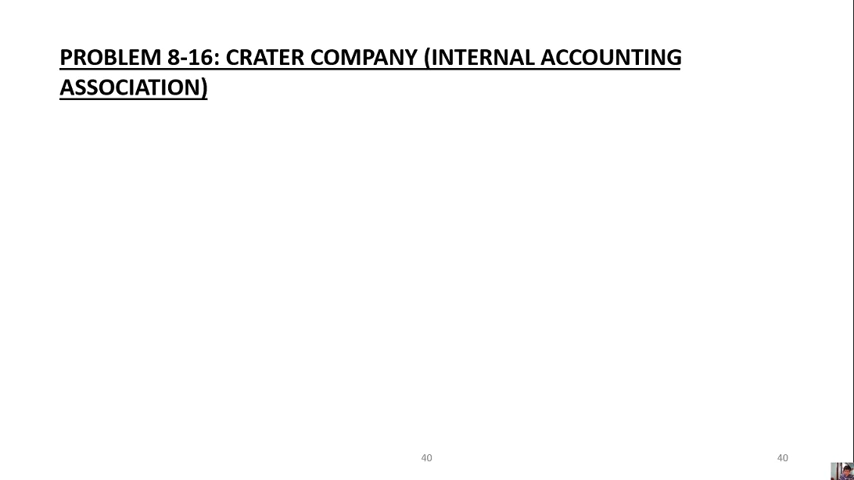 PROBLEM 8-16: CRATER COMPANY (INTERNAL ACCOUNTING
ASSOCIATION)
40
40